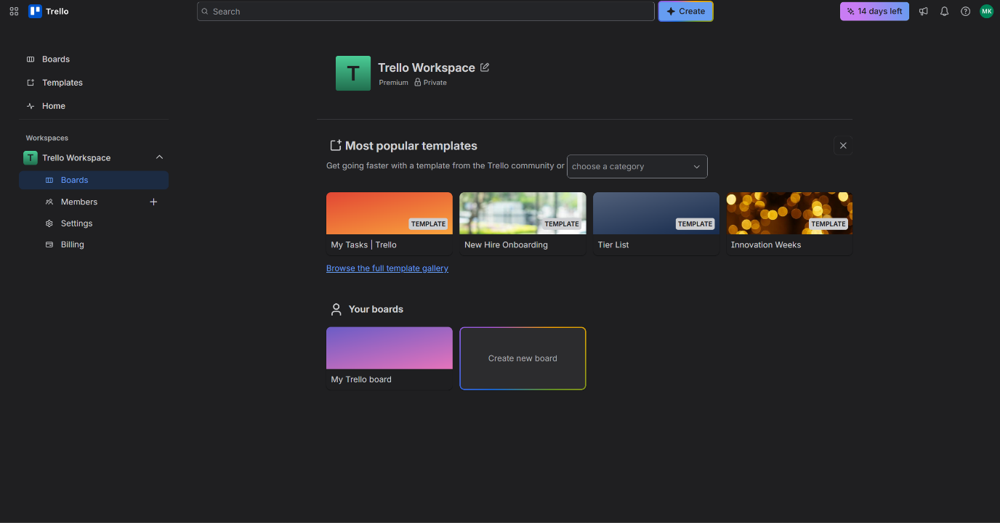 Trello
Search
Create
14 days left
MK
Boards
Templates
Home
Workspaces
T
Trello Workspace
Boards
Members
Settings
Billing
T
Trello Workspace
Premium
Private
Most popular templates
Get going faster with a template from the Trello community or
choose a category
TEMPLATE
My Tasks | Trello
TEMPLATE
New Hire Onboarding
TEMPLATE
Tier List
TEMPLATE
Innovation Weeks
Browse the full template gallery
Your boards
My Trello board
Create new board